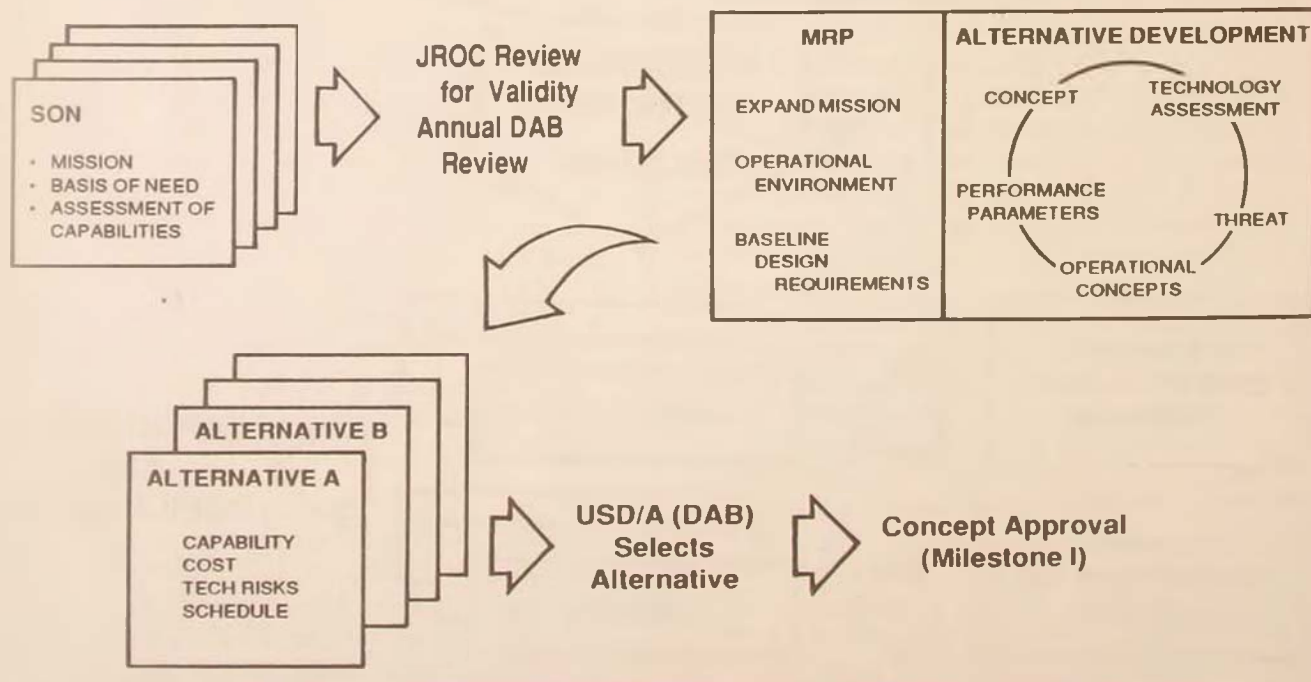 SON
• MISSION
• BASIS OF NEED
• ASSESSMENT OF
CAPABILITIES
JROC Review
for Validity
Annual DAB
Review
MRP
EXPAND MISSION
OPERATIONAL
ENVIRONMENT
BASELINE
DESIGN
REQUIREMENTS
ALTERNATIVE DEVELOPMENT
CONCEPT
TECHNOLOGY
ASSESSMENT
PERFORMANCE
PARAMETERS
THREAT
OPERATIONAL
CONCEPTS
ALTERNATIVE B
ALTERNATIVE A
CAPABILITY
COST
TECH RISKS
SCHEDULE
USD/A (DAB)
Selects
Alternative
Concept Approval
(Milestone I)